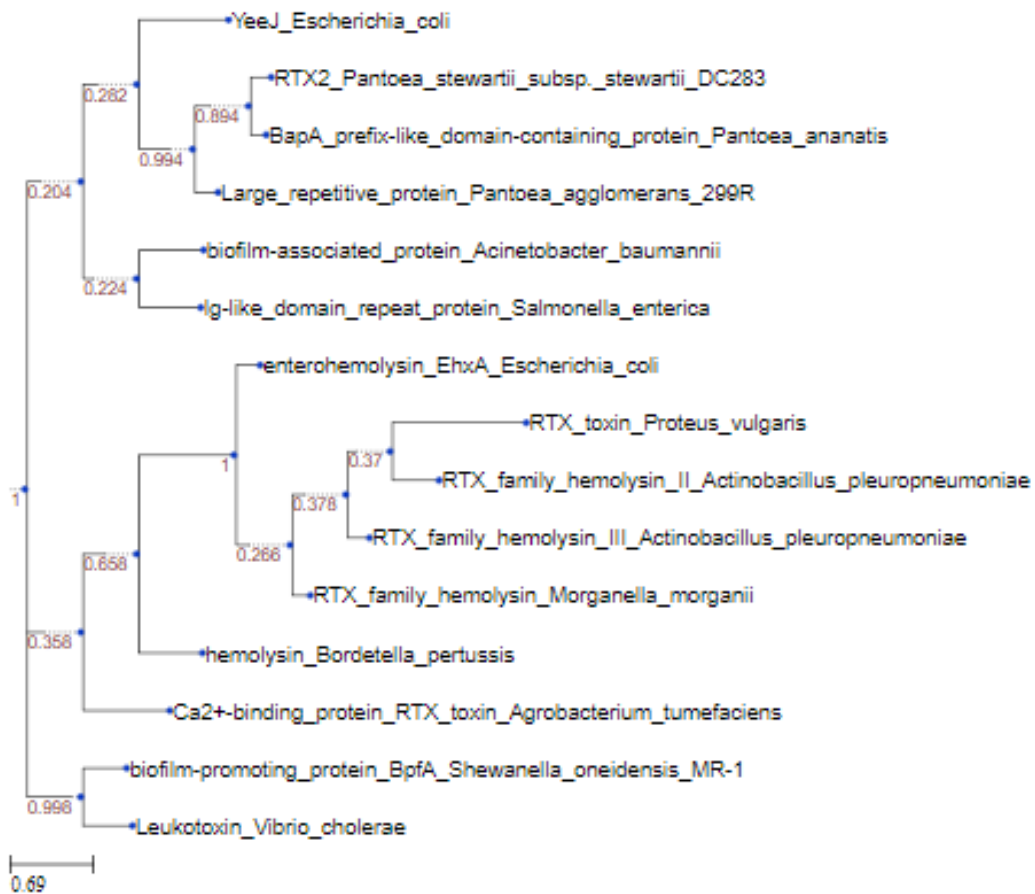 YeeJ_Escherichia_coli
RTX2_Pantoea_stewartii_subsp._stewartii_DC283
0.282
0.894
BapA_prefix-like_domain-containing_protein_Pantoea_ananatis
0.994
0.204
Large_repetitive_protein_Pantoea_agglomerans_299R
biofilm-associated_protein_Acinetobacter_baumannii
0.224
Ig-like_domain_repeat_protein_Salmonella_enterica
enterohemolysin_EhxA_Escherichia_coli
RTX_toxin_Proteus_vulgaris
0.37
1
RTX_family_hemolysin_II_Actinobacillus_pleuropneumoniae
1
0.378
RTX_family_hemolysin_III_Actinobacillus_pleuropneumoniae
0.266
0.658
RTX_family_hemolysin_Morganella_morganii
0.358
hemolysin_Bordetella_pertussis
Ca2+-binding_protein_RTX_toxin_Agrobacterium_tumefaciens
biofilm-promoting_protein_BpfA_Shewanella_oneidensis_MR-1
0.998
Leukotoxin_Vibrio_cholerae
0.69